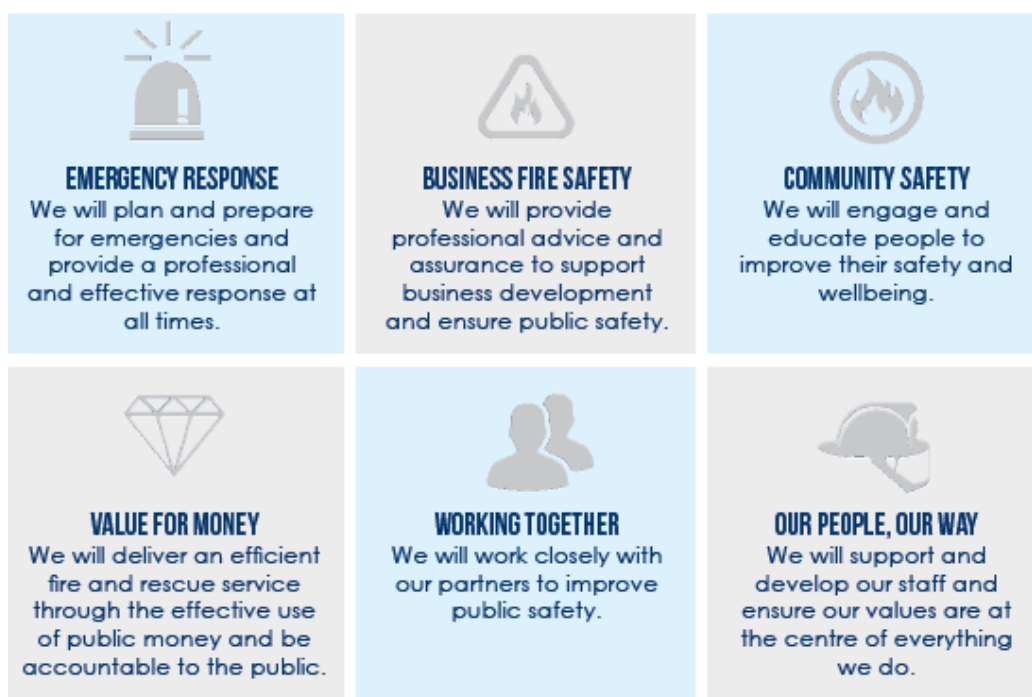 EMERGENCY RESPONSE
We will plan and prepare
for emergencies and
provide a professional
and effective response at
all times.
BUSINESS FIRE SAFETY
We will provide
professional advice and
assurance to support
business development
and ensure public safety.
COMMUNITY SAFETY
We will engage and
educate people to
improve their safety and
wellbeing.
VALUE FOR MONEY
We will deliver an efficient
fire and rescue service
through the effective use
of public money and be
accountable to the public.
WORKING TOGETHER
We will work closely with
our partners to improve
public safety.
OUR PEOPLE, OUR WAY
We will support and
develop our staff and
ensure our values are at
the centre of everything
we do.